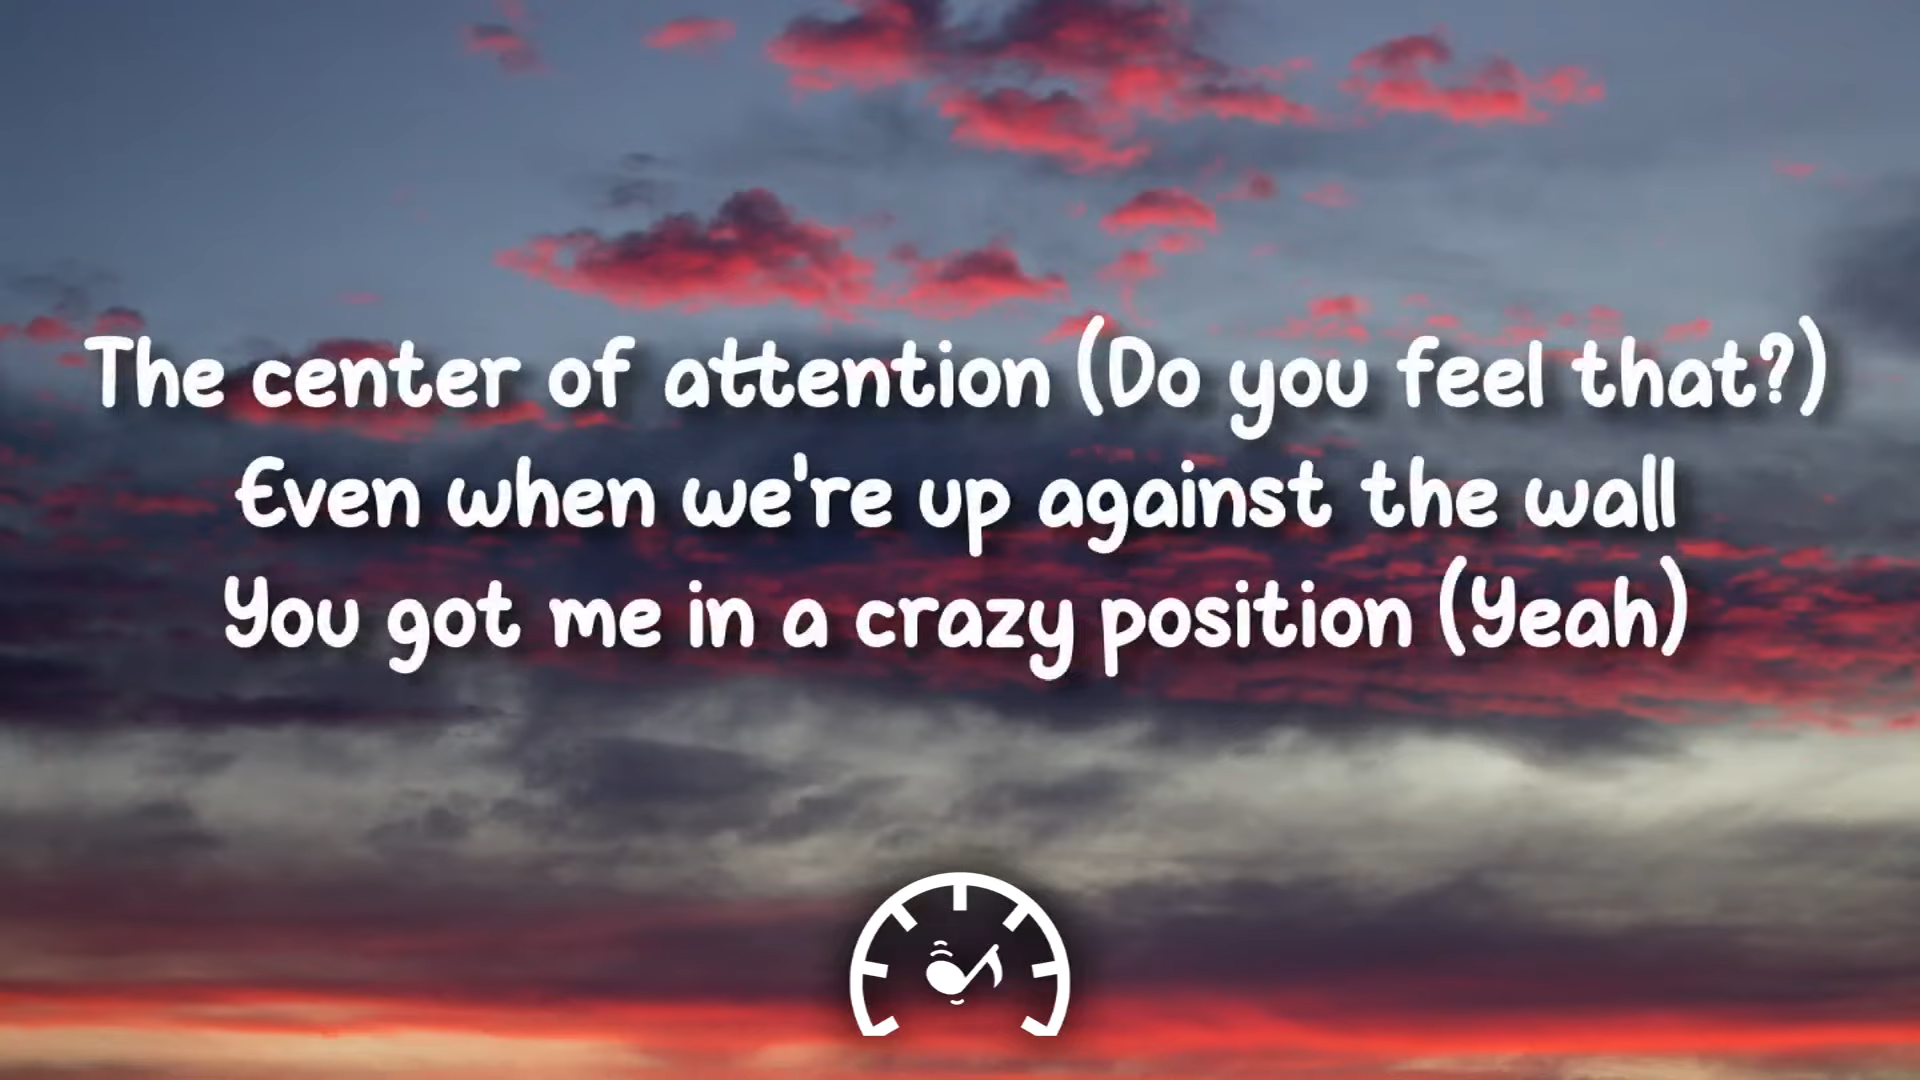 The center of attention (Do you feel that?)
Even when we're up against the wall
You got me in a crazy position (Yeah)